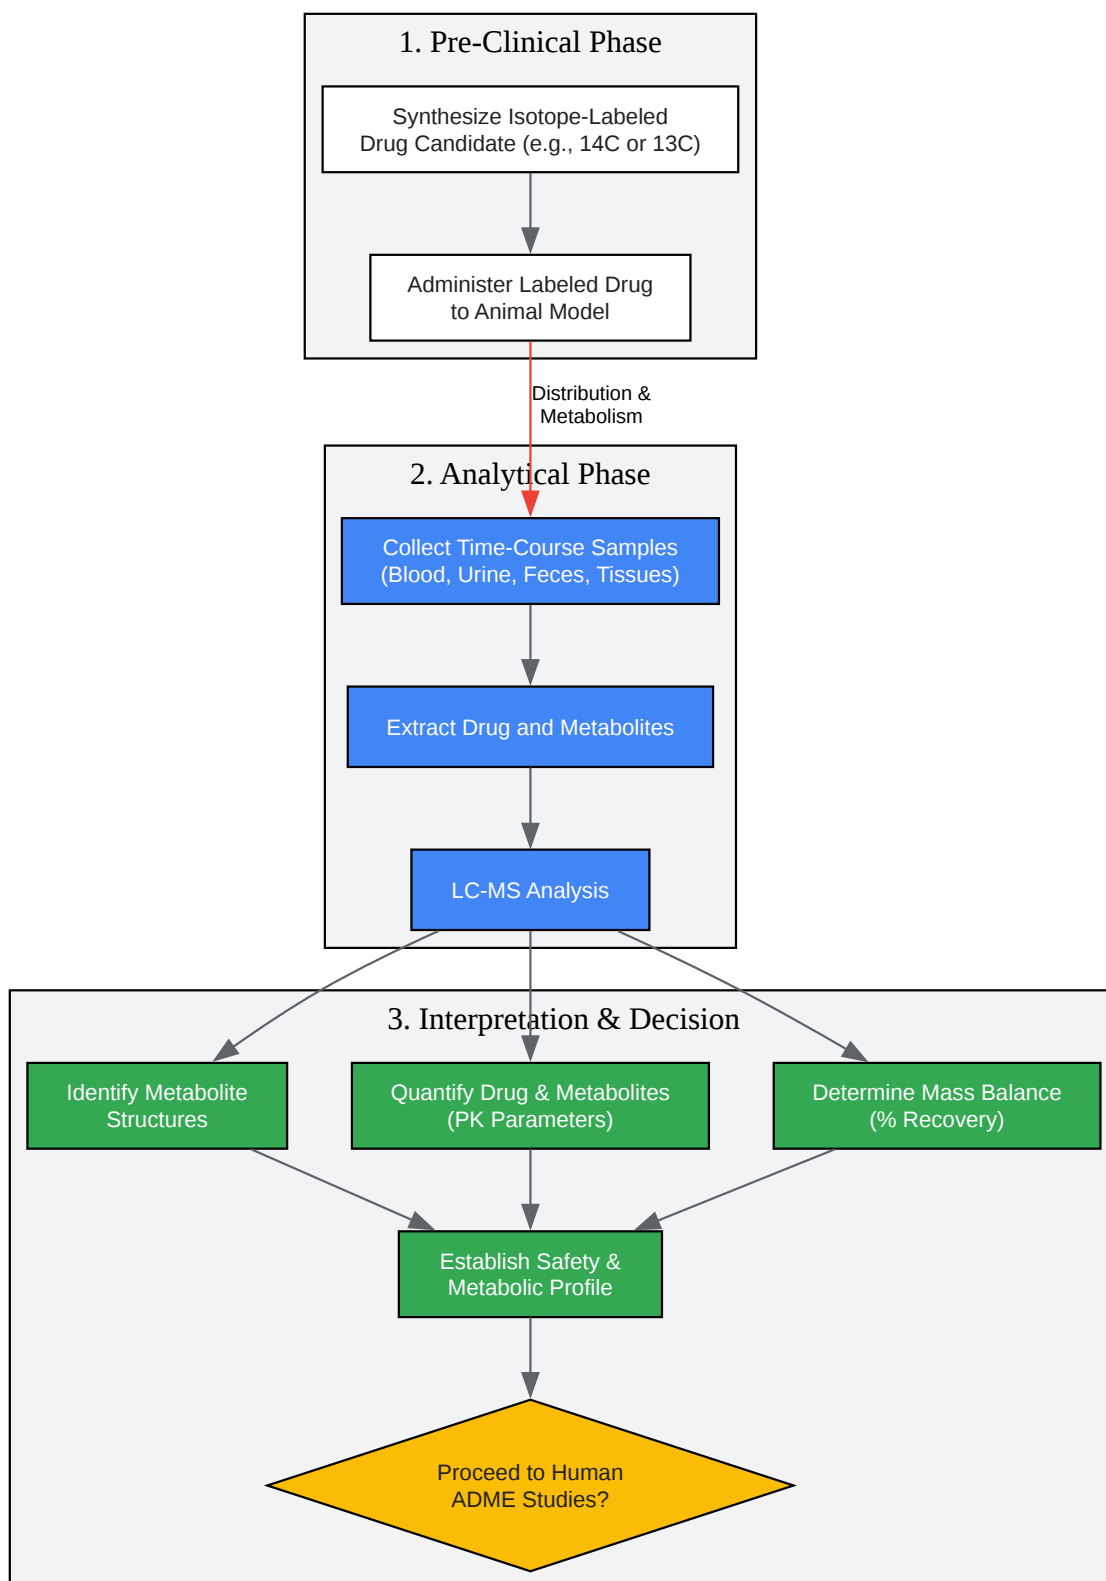 1. Pre-Clinical Phase
Synthesize Isotope-Labeled
Drug Candidate (e.g., 14C or 13C)
Administer Labeled Drug
to Animal Model
Distribution &
Metabolism
2. Analytical Phase
Collect Time-Course Samples
(Blood, Urine, Feces, Tissues)
Extract Drug and Metabolites
LC-MS Analysis
3. Interpretation & Decision
Identify Metabolite
Structures
Quantify Drug & Metabolites
(PK Parameters)
Determine Mass Balance
(% Recovery)
Establish Safety &
Metabolic Profile
Proceed to Human
ADME Studies?